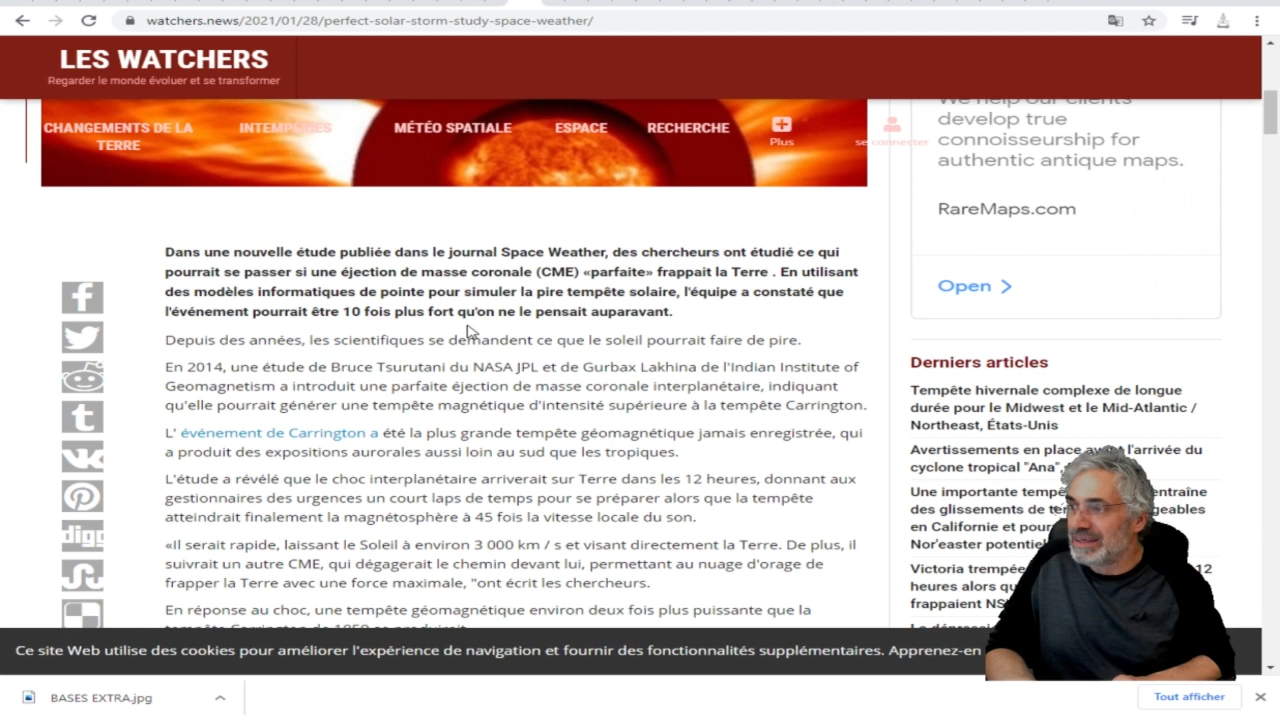 watchers.news/2021/01/28/perfect-solar-storm-study-space-weather/
LES WATCHERS
Regarder le monde évoluer et se transformer
CHANGEMENTS DE LA
TERRE
INTEMPÉRIES
MÉTÉO SPATIALE
ESPACE
RECHERCHE
Plus
se connecter
We help our clients
develop true
connoisseurship for
authentic antique maps.
RareMaps.com
Open
Dans une nouvelle étude publiée dans le journal Space Weather, des chercheurs ont étudié ce qui
pourrait se passer si une éjection de masse coronale (CME) «parfaite» frappait la Terre . En utilisant
des modèles informatiques de pointe pour simuler la pire tempête solaire, l'équipe a constaté que
l'événement pourrait être 10 fois plus fort qu'on ne le pensait auparavant.
Depuis des années, les scientifiques se demandent ce que le soleil pourrait faire de pire.
En 2014, une étude de Bruce Tsurutani du NASA JPL et de Gurbax Lakhina de l'Indian Institute of
Geomagnetism a introduit une parfaite éjection de masse coronale interplanétaire, indiquant
qu'elle pourrait générer une tempête magnétique d'intensité supérieure à la tempête Carrington.
L' événement de Carrington a été la plus grande tempête géomagnétique jamais enregistrée, qui
a produit des expositions aurorales aussi loin au sud que les tropiques.
L'étude a révélé que le choc interplanétaire arriverait sur Terre dans les 12 heures, donnant aux
gestionnaires des urgences un court laps de temps pour se préparer alors que la tempête
atteindrait finalement la magnétosphère à 45 fois la vitesse locale du son.
«Il serait rapide, laissant le Soleil à environ 3 000 km / s et visant directement la Terre. De plus, il
suivrait un autre CME, qui dégagerait le chemin devant lui, permettant au nuage d'orage de
frapper la Terre avec une force maximale, "ont écrit les chercheurs.
En réponse au choc, une tempête géomagnétique environ deux fois plus puissante que la
digg
Derniers articles
Tempête hivernale complexe de longue
durée pour le Midwest et le Mid-Atlantic /
Northeast, États-Unis
Avertissements en place avant l'arrivée du
cyclone tropical "Ana",
Une importante entraîne
des glissements de
en Californie et
Nor'easter
Victoria 12
heures alors
frappaient
Ce site Web utilise des cookies pour améliorer l'expérience de navigation et fournir des fonctionnalités supplémentaires. Apprenez-en
BASES EXTRA.jpg
Tout afficher